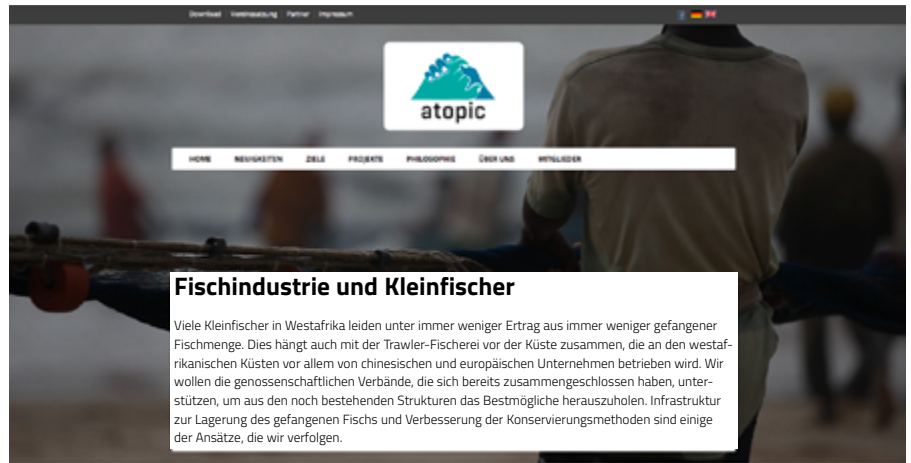 Download Vereinssatzung Partner Impressum
atopic
HOME NEUIGKEITEN ZIELE PROJEKTE PHILOSOPHIE ÜBER UNS MITGLIEDER
Fischindustrie und Kleinfischer
Viele Kleinfischer in Westafrika leiden unter immer weniger Ertrag aus immer weniger gefangener
Fischmenge. Dies hängt auch mit der Trawler-Fischerei vor der Küste zusammen, die an den westaf-
rikanischen Küsten vor allem von chinesischen und europäischen Unternehmen betrieben wird. Wir
wollen die genossenschaftlichen Verbände, die sich bereits zusammengeschlossen haben, unter-
stützen, um aus den noch bestehenden Strukturen das Bestmögliche herauszuholen. Infrastruktur
zur Lagerung des gefangenen Fischs und Verbesserung der Konservierungsmethoden sind einige
der Ansätze, die wir verfolgen.